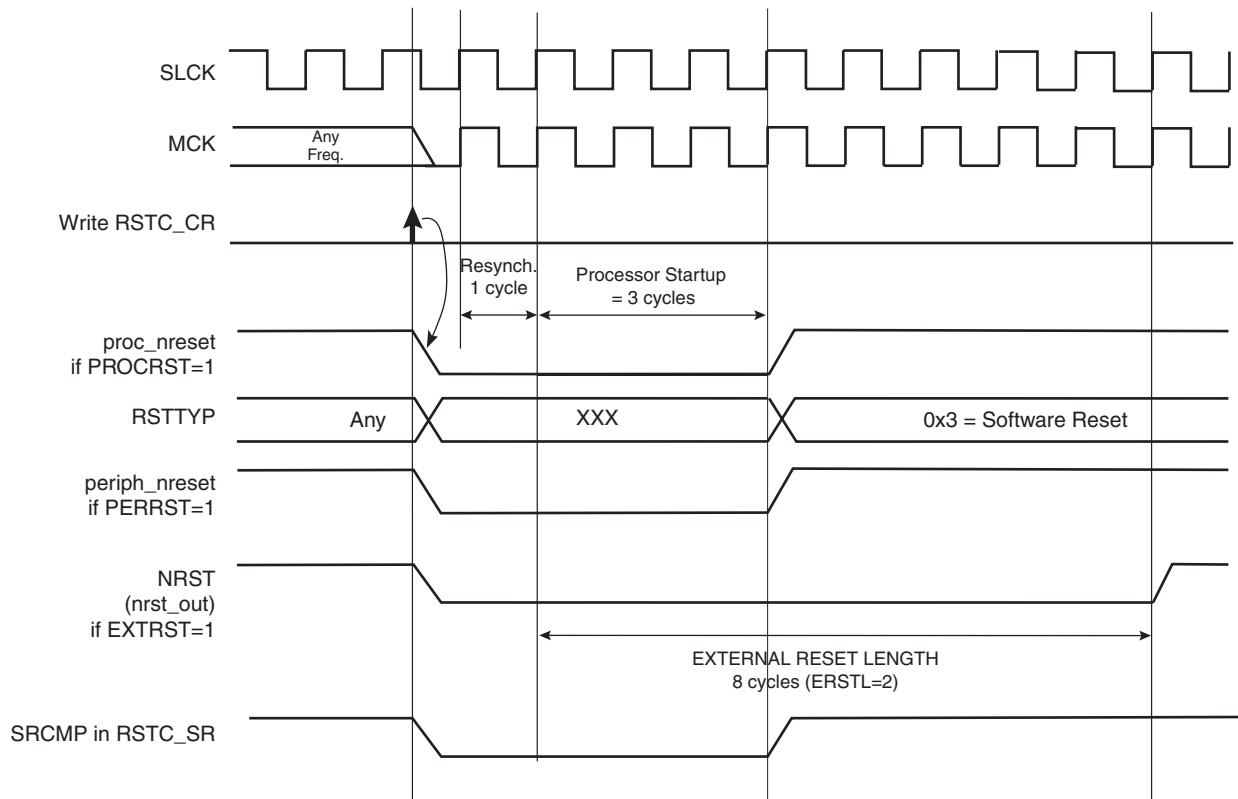 SLCK
MCK
Any
Freq.
Write RSTC_CR
Resynch.
1 cycle
Processor Startup
= 3 cycles
proc_nreset
if PROCRST=1
RSTTYP
Any
XXX
0x3 = Software Reset
periph_nreset
if PERRST=1
NRST
(nrst_out)
if EXTRST=1
EXTERNAL RESET LENGTH
8 cycles (ERSTL=2)
SRCMP in RSTC_SR